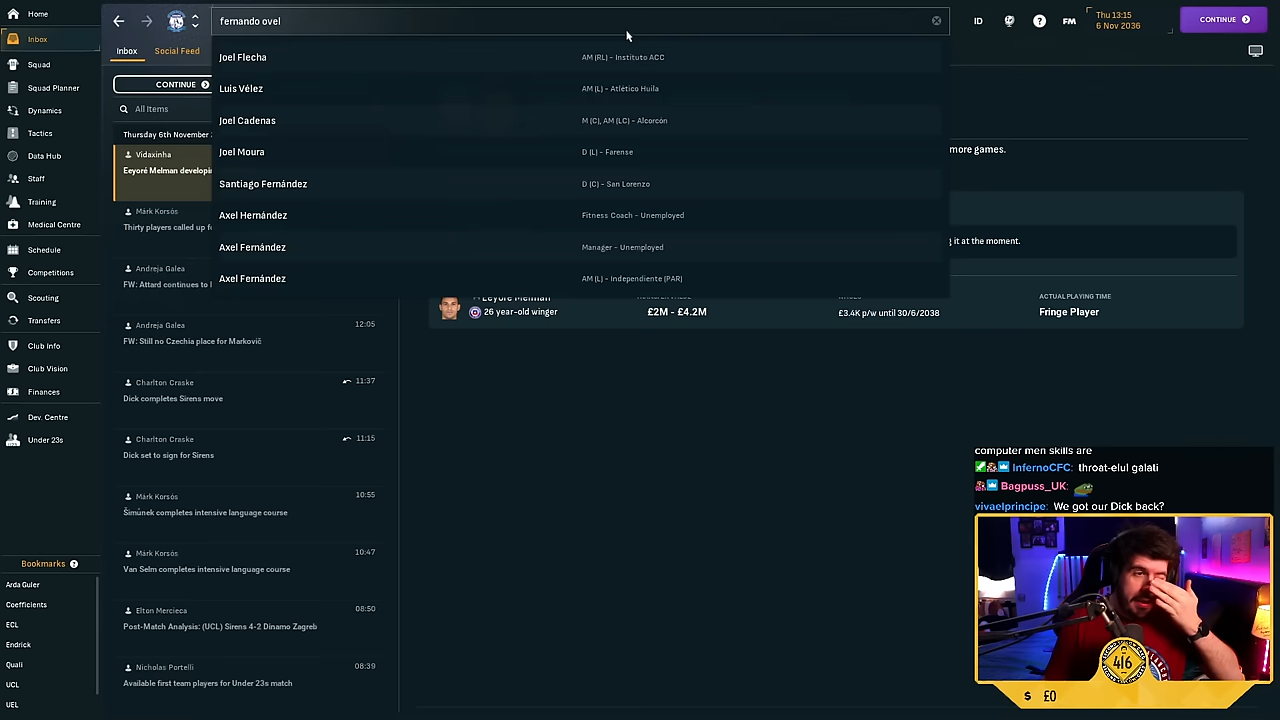 Home
Inbox
Squad
Squad Planner
Dynamics
Tactics
Data Hub
Staff
Training
Medical Centre
Schedule
Competitions
Scouting
Transfers
Club Info
Club Vision
Finances
Dev. Centre
Under 23s
Bookmarks ?
Arda Guler
Coefficients
ECL
Endrick
Quali
UCL
UEL
fernando ovel
ID
?
FM
Thu 13:15
6 Nov 2036
CONTINUE
Inbox
Social Feed
CONTINUE
All Items
Thursday 6th November
Vidaxinha
Eeyoré Melman developi
Márk Korsós
Thirty players called up f
Andreja Galea
FW: Attard continues to
Andreja Galea
12:05
FW: Still no Czechia place for Markovič
Charlton Craske
11:37
Dick completes Sirens move
Charlton Craske
11:15
Dick set to sign for Sirens
Márk Korsós
10:55
Šimůnek completes intensive language course
Márk Korsós
10:47
Van Selm completes intensive language course
Elton Mercieca
08:50
Post-Match Analysis: (UCL) Sirens 4-2 Dinamo Zagreb
Nicholas Portelli
08:39
Available first team players for Under 23s match
Joel Flecha
AM (RL) - Instituto ACC
Luis Vélez
AM (L) - Atlético Huila
Joel Cadenas
M (C), AM (LC) - Alcorcón
Joel Moura
D (L) - Farense
Santiago Fernández
D (C) - San Lorenzo
Axel Hernández
Fitness Coach - Unemployed
Axel Fernández
Manager - Unemployed
Axel Fernández
AM (L) - Independiente (PAR)
more games.
it at the moment.
Eeyoré Melman
26 year-old winger
£2M - £4.2M
£3.4K p/w until 30/6/2038
ACTUAL PLAYING TIME
Fringe Player
computer men skills are
InfernoCFC: throat-elul galati
Bagpuss_UK:
vivaelprincipe: We got our Dick back?
416
$ £0